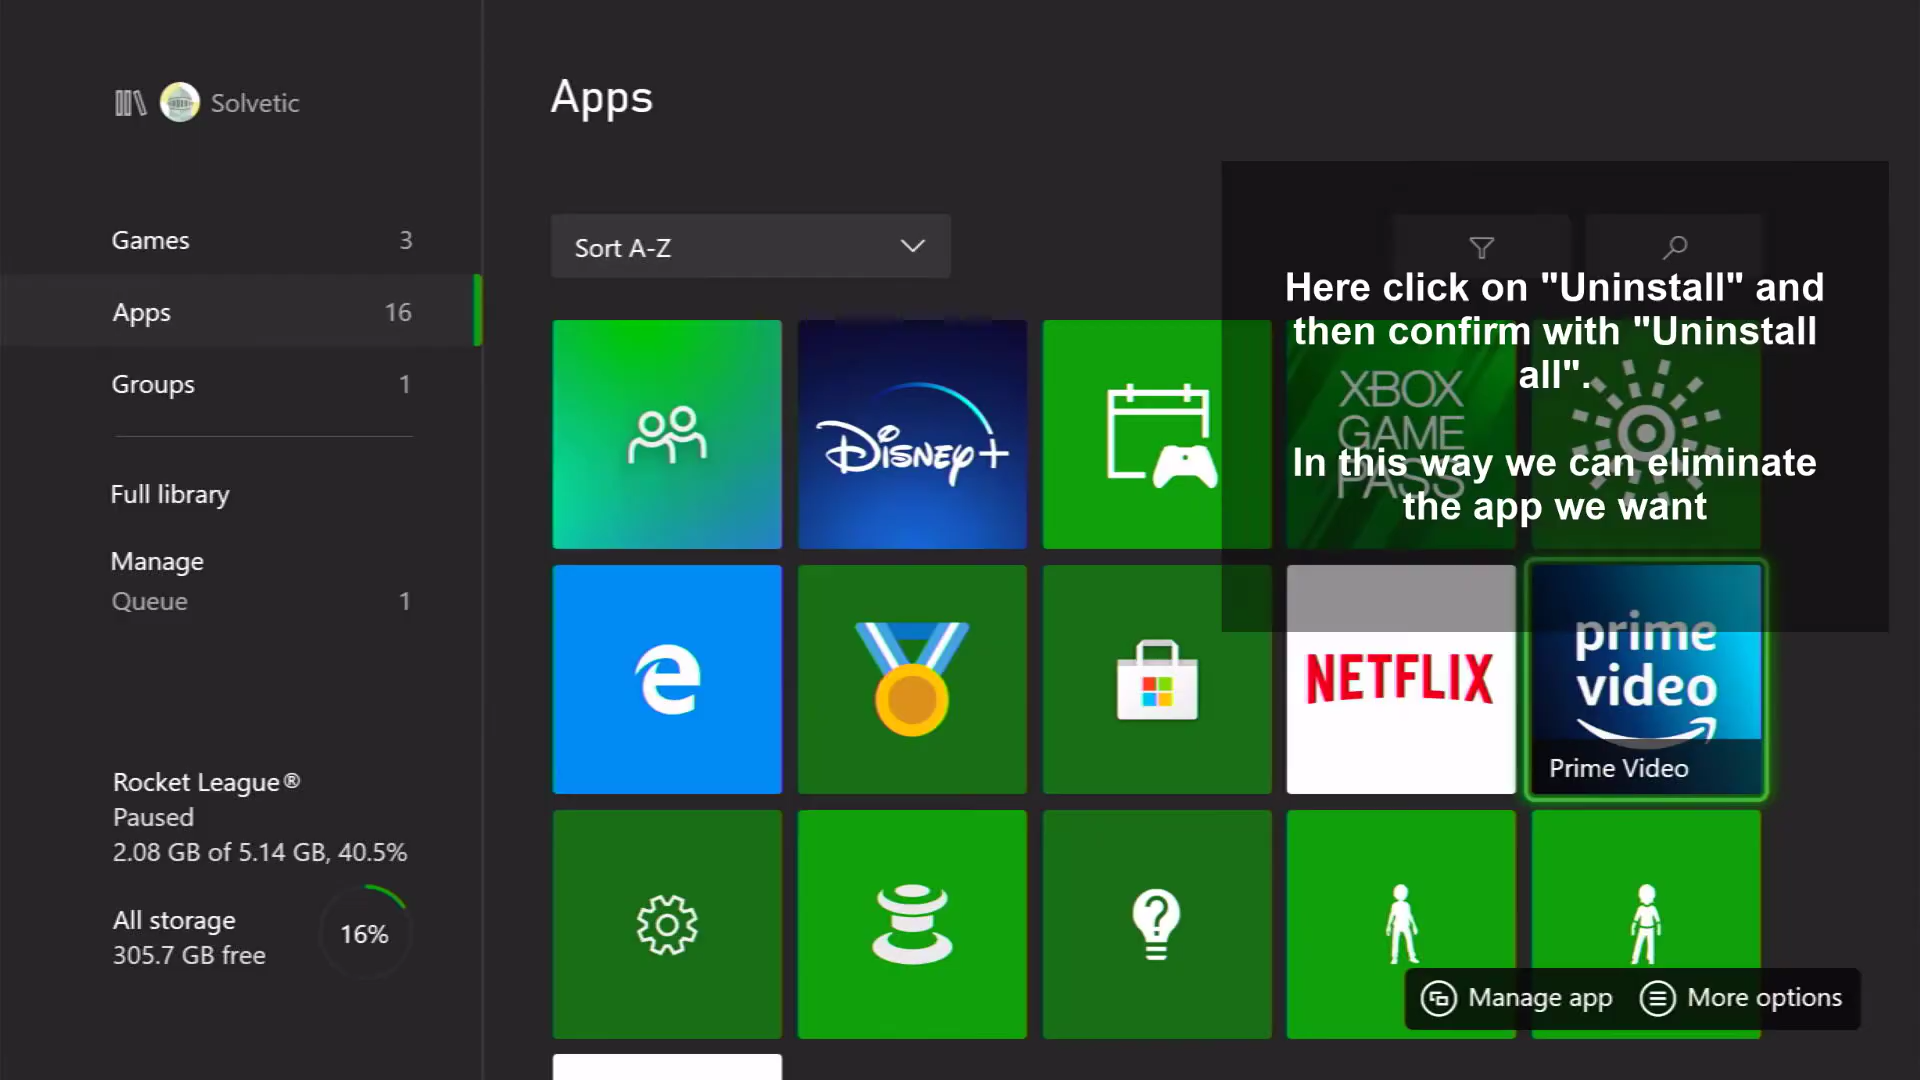 Solvetic
Apps
Games 3
Apps 16
Groups 1
Full library
Manage
Queue 1
Rocket League®
Paused
2.08 GB of 5.14 GB, 40.5%
All storage
305.7 GB free
16%
Sort A-Z
Here click on "Uninstall" and
then confirm with "Uninstall
all".
In this way we can eliminate
the app we want
DISNEY+
XBOX
GAME
PASS
NETFLIX
prime
video
Prime Video
Manage app
More options